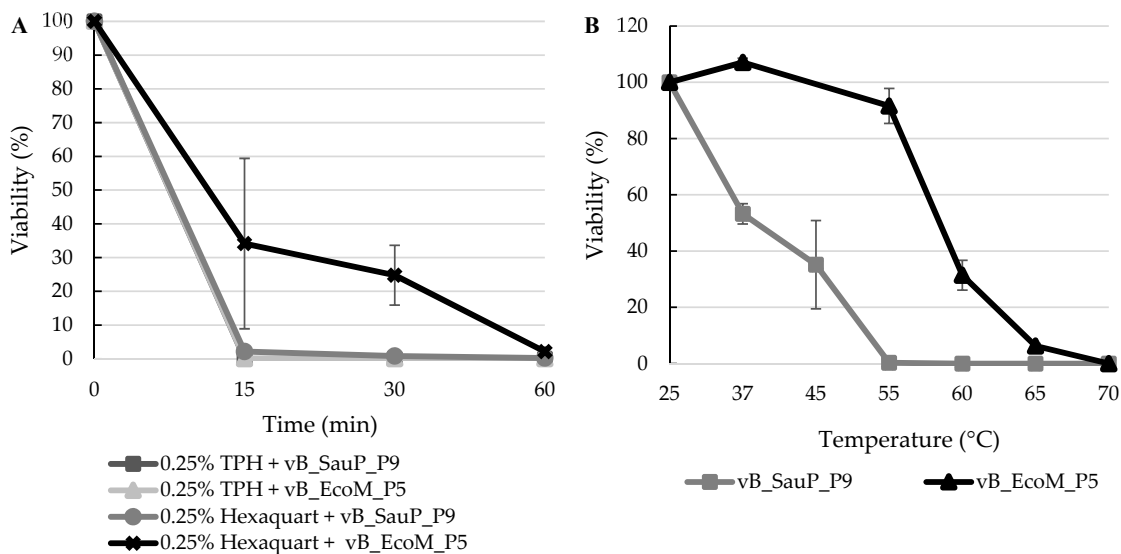 A
Viability (%)
100
90
80
70
60
50
40
30
20
10
0
0 15 30 60
Time (min)
0.25% TPH + vB_SauP_P9
0.25% TPH + vB_EcoM_P5
0.25% Hexaquart + vB_SauP_P9
0.25% Hexaquart + vB_EcoM_P5
B
Viability (%)
120
100
80
60
40
20
0
25 37 45 55 60 65 70
Temperature (°C)
vB_SauP_P9 vB_EcoM_P5